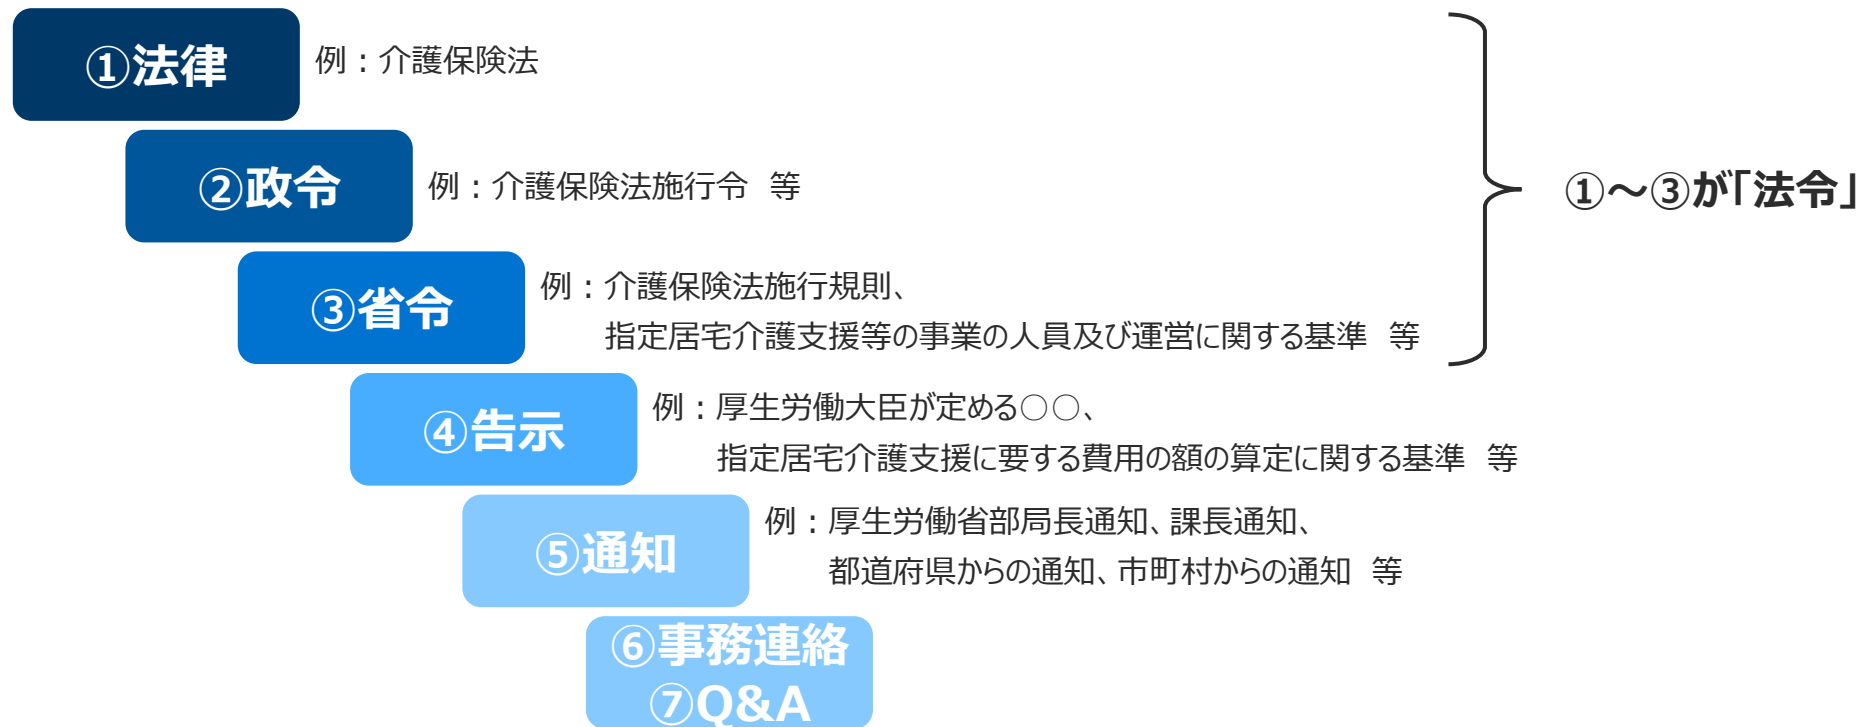 ①法律
例：介護保険法
②政令
例：介護保険法施行令　等
①～③が「法令」
③省令
例：介護保険法施行規則、
指定居宅介護支援等の事業の人員及び運営に関する基準　等
④告示
例：厚生労働大臣が定める○○、
指定居宅介護支援に要する費用の額の算定に関する基準　等
⑤通知
例：厚生労働省部局長通知、課長通知、
都道府県からの通知、市町村からの通知　等
⑥事務連絡
⑦Q&A